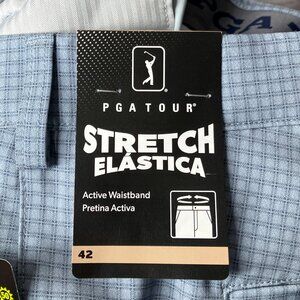 PGA TOUR®
STRETCH
ELÁSTICA
Active Waistband
Pretina Activa
42